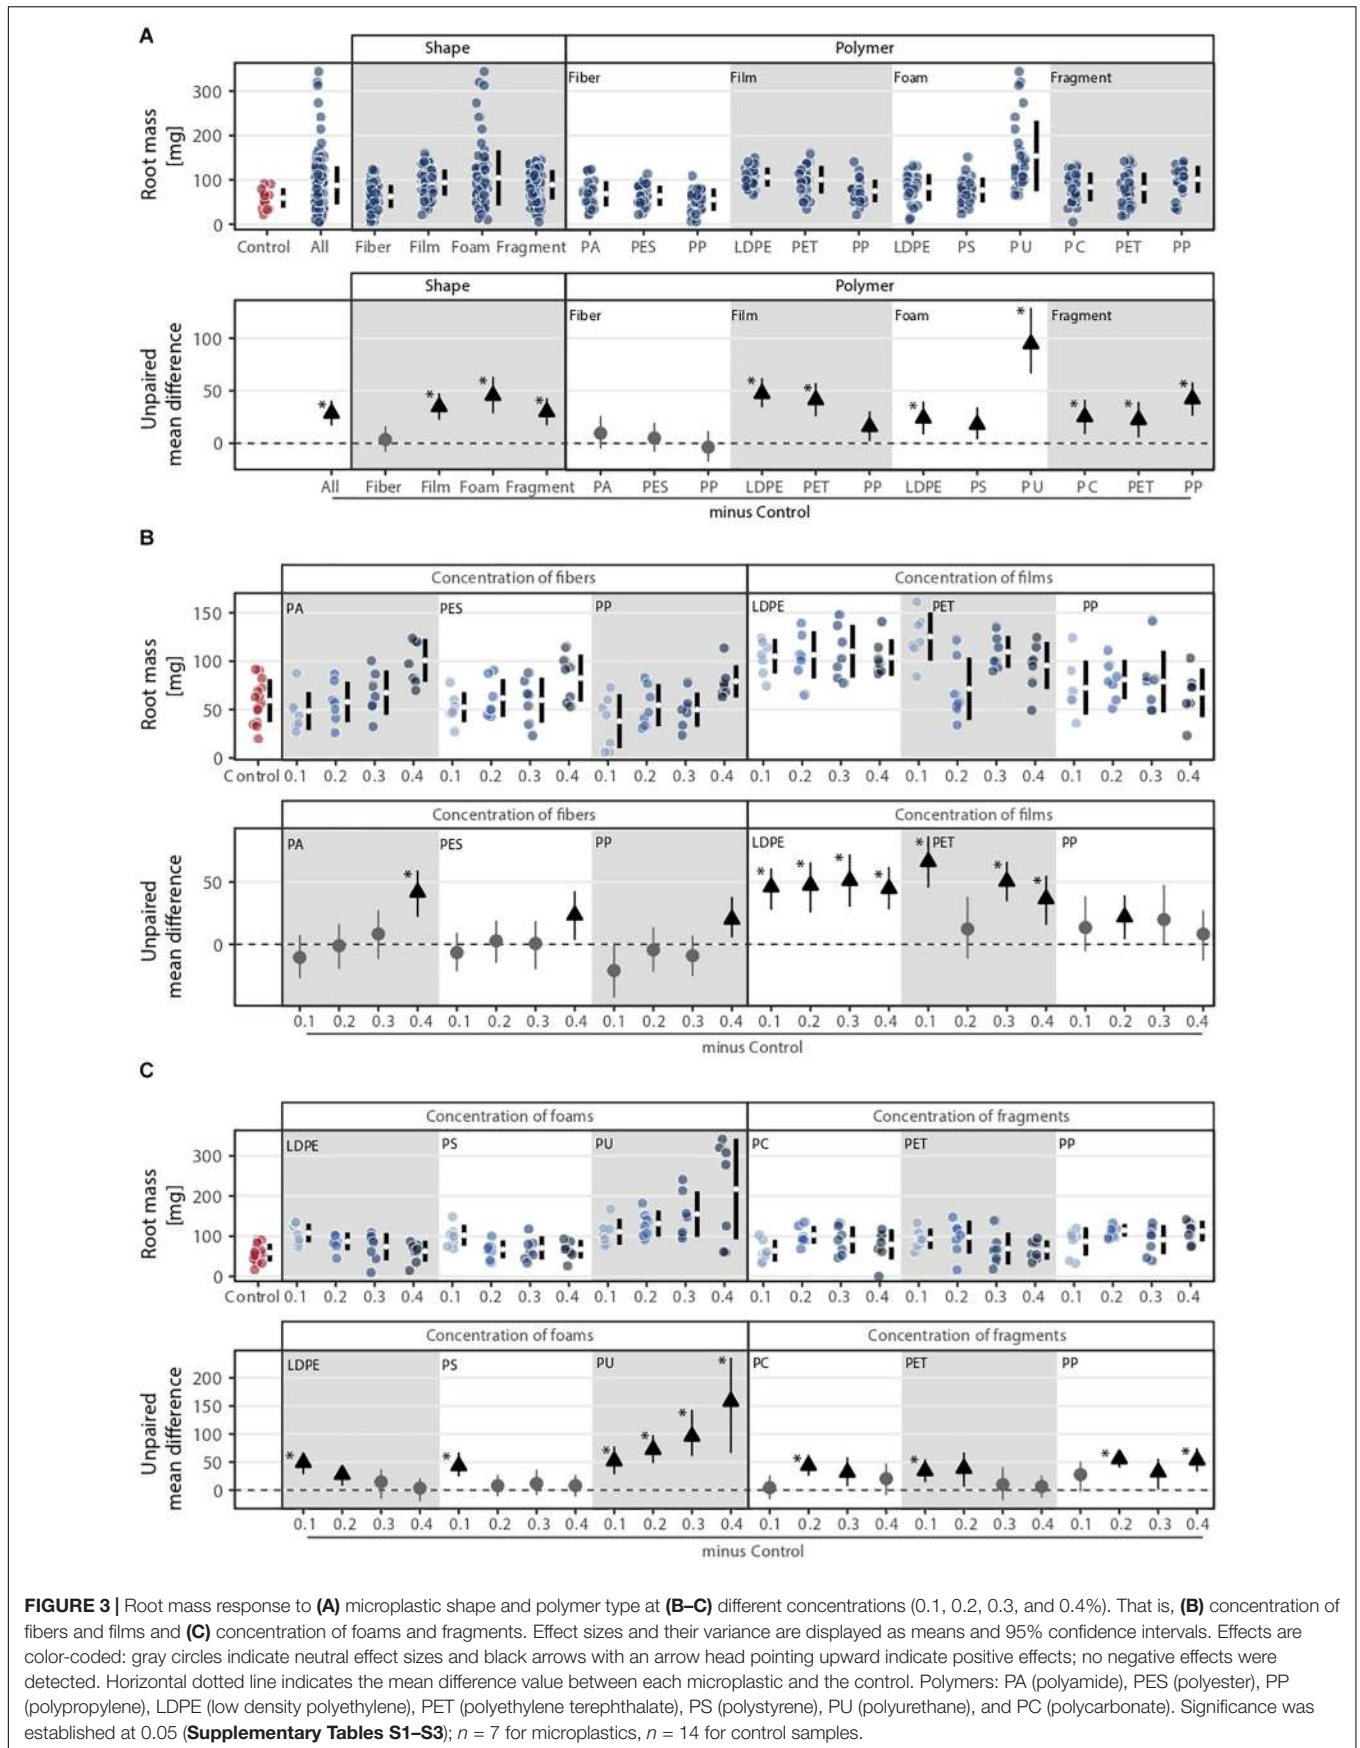 A
Shape Polymer
Fiber Film Foam Fragment
Root mass
[mg]
300
200
100
0
Control All Fiber Film Foam Fragment PA PES PP LDPE PET PP LDPE PS PU PC PET PP
Shape Polymer
Fiber Film Foam Fragment
Unpaired
mean difference
100
50
0
* * * * * * * * * * *
All Fiber Film Foam Fragment PA PES PP LDPE PET PP LDPE PS PU PC PET PP
minus Control
B
Concentration of fibers Concentration of films
PA PES PP LDPE PET PP
Root mass
[mg]
150
100
50
0
Control 0.1 0.2 0.3 0.4 0.1 0.2 0.3 0.4 0.1 0.2 0.3 0.4 0.1 0.2 0.3 0.4 0.1 0.2 0.3 0.4 0.1 0.2 0.3 0.4
Concentration of fibers Concentration of films
PA PES PP LDPE PET PP
Unpaired
mean difference
50
0
* * * * * * * *
0.1 0.2 0.3 0.4 0.1 0.2 0.3 0.4 0.1 0.2 0.3 0.4 0.1 0.2 0.3 0.4 0.1 0.2 0.3 0.4 0.1 0.2 0.3 0.4
minus Control
C
Concentration of foams Concentration of fragments
LDPE PS PU PC PET PP
Root mass
[mg]
300
200
100
0
Control 0.1 0.2 0.3 0.4 0.1 0.2 0.3 0.4 0.1 0.2 0.3 0.4 0.1 0.2 0.3 0.4 0.1 0.2 0.3 0.4 0.1 0.2 0.3 0.4
Concentration of foams Concentration of fragments
LDPE PS PU PC PET PP
Unpaired
mean difference
200
150
100
50
0
* * * * * * * * * *
0.1 0.2 0.3 0.4 0.1 0.2 0.3 0.4 0.1 0.2 0.3 0.4 0.1 0.2 0.3 0.4 0.1 0.2 0.3 0.4 0.1 0.2 0.3 0.4
minus Control
FIGURE 3 | Root mass response to (A) microplastic shape and polymer type at (B–C) different concentrations (0.1, 0.2, 0.3, and 0.4%). That is, (B) concentration of
fibers and films and (C) concentration of foams and fragments. Effect sizes and their variance are displayed as means and 95% confidence intervals. Effects are
color-coded: gray circles indicate neutral effect sizes and black arrows with an arrow head pointing upward indicate positive effects; no negative effects were
detected. Horizontal dotted line indicates the mean difference value between each microplastic and the control. Polymers: PA (polyamide), PES (polyester), PP
(polypropylene), LDPE (low density polyethylene), PET (polyethylene terephthalate), PS (polystyrene), PU (polyurethane), and PC (polycarbonate). Significance was
established at 0.05 (Supplementary Tables S1–S3); n = 7 for microplastics, n = 14 for control samples.